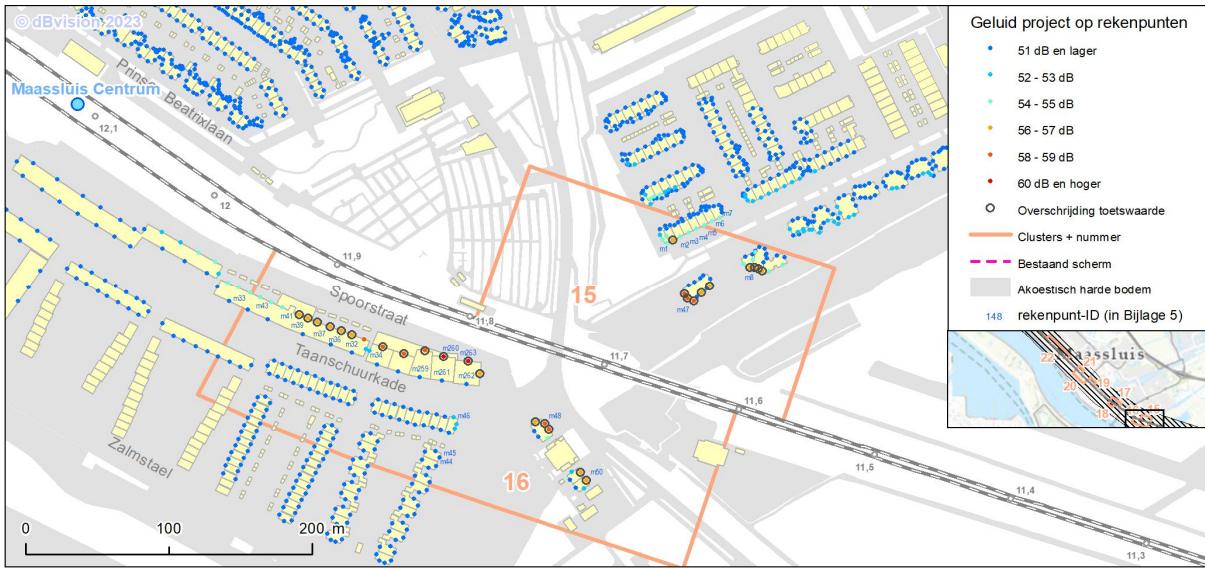 © dBvision 2023
Maassluis Centrum
Prinses Beatrixlaan
12,1
12
11,9
11,8
11,7
11,6
11,5
11,4
11,3
Spoorstraat
Taanschuurkade
Zalmstael
15
16
m1
m2
m3
m4
m5
m6
m7
m8
m47
m33
m43
m41
m39
m37
m36
m32
m34
m259
m260
m261
m263
m262
m46
m45
m44
m48
m50
0 100 200 m
Geluid project op rekenpunten
51 dB en lager
52 - 53 dB
54 - 55 dB
56 - 57 dB
58 - 59 dB
60 dB en hoger
Overschrijding toetswaarde
Clusters + nummer
Bestaand scherm
Akoestisch harde bodem
148 rekenpunt-ID (in Bijlage 5)
Maassluis
22
21
20
19
17
18
15